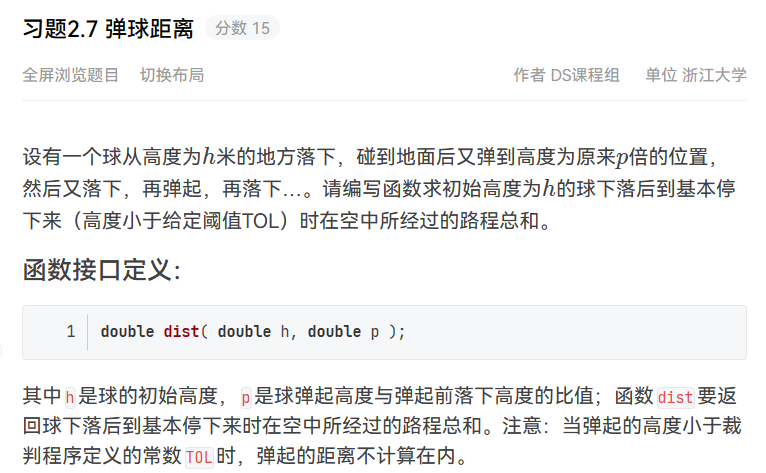 习题2.7 弹球距离 分数 15
全屏浏览题目 切换布局 作者 DS课程组 单位 浙江大学
设有一个球从高度为h米的地方落下，碰到地面后又弹到高度为原来p倍的位置，
然后又落下，再弹起，再落下…。请编写函数求初始高度为h的球下落后到基本停
下来（高度小于给定阈值TOL）时在空中所经过的路程总和。
函数接口定义：
1 double dist( double h, double p );
其中h是球的初始高度，p是球弹起高度与弹起前落下高度的比值；函数dist要返
回球下落后到基本停下来时在空中所经过的路程总和。注意：当弹起的高度小于裁
判程序定义的常数TOL时，弹起的距离不计算在内。